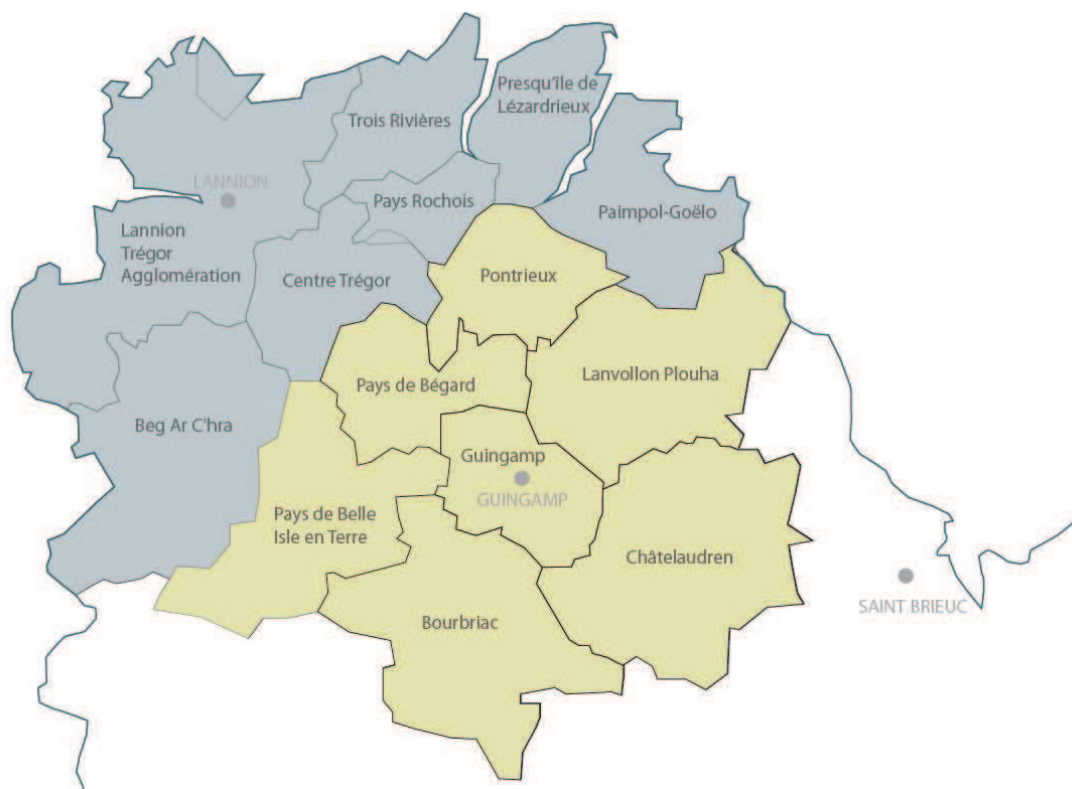 Presqu'île de
Lézardrieux
Trois Rivières
LANNION
Pays Rochois
Paimpol-Goëlo
Lannion
Trégor
Agglomération
Centre Trégor
Pontrieux
Pays de Bégard
Lanvollon Plouha
Beg Ar C'hra
Guingamp
GUINGAMP
Pays de Belle
Isle en Terre
Châtelaudren
SAINT BRIEUC
Bourbriac